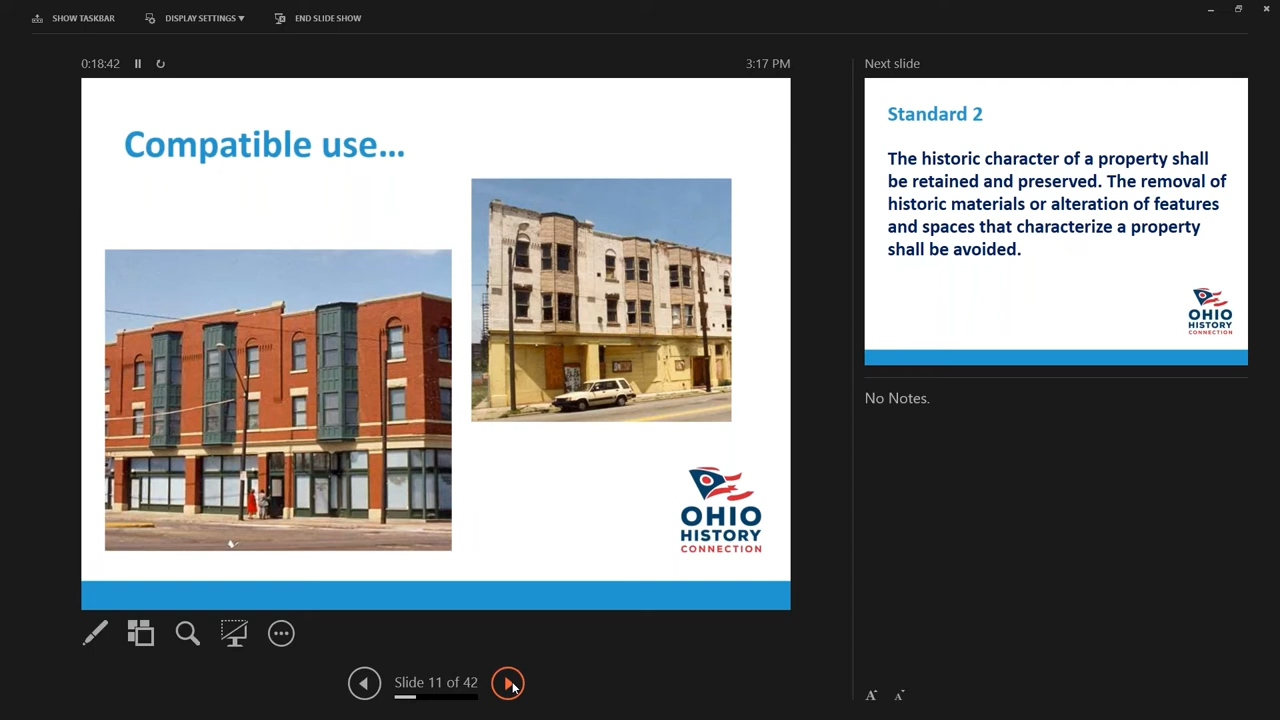 SHOW TASKBAR
DISPLAY SETTINGS ▼
END SLIDE SHOW
0:18:42
3:17 PM
Compatible use...
OHIO
HISTORY
CONNECTION
Slide 11 of 42
Next slide
Standard 2
The historic character of a property shall
be retained and preserved. The removal of
historic materials or alteration of features
and spaces that characterize a property
shall be avoided.
OHIO
HISTORY
CONNECTION
No Notes.
A A